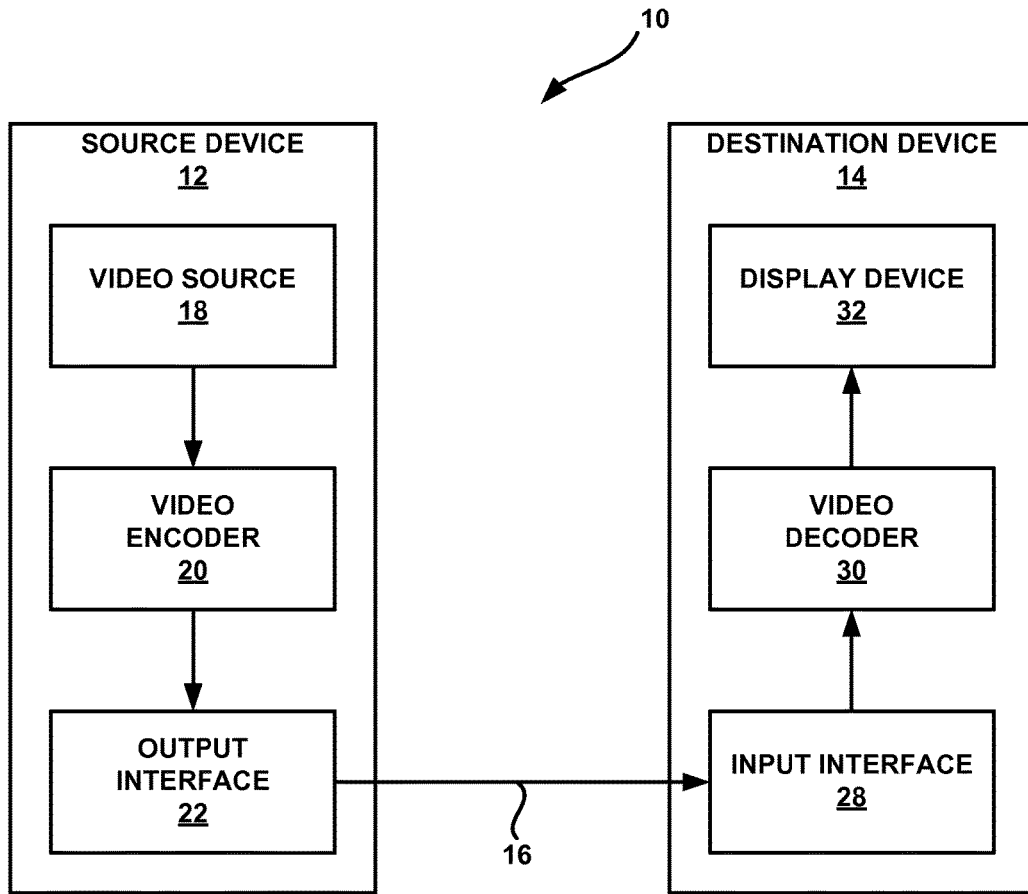 10
SOURCE DEVICE
12
VIDEO SOURCE
18
VIDEO
ENCODER
20
OUTPUT
INTERFACE
22
16
DESTINATION DEVICE
14
DISPLAY DEVICE
32
VIDEO
DECODER
30
INPUT INTERFACE
28